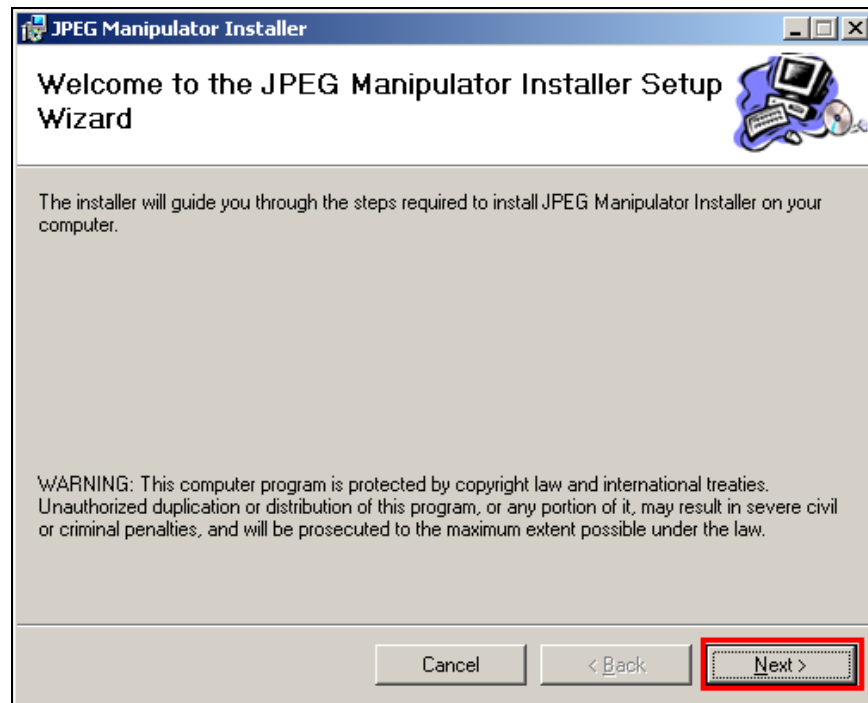 JPEG Manipulator Installer
Welcome to the JPEG Manipulator Installer Setup
Wizard
The installer will guide you through the steps required to install JPEG Manipulator Installer on your
computer.
WARNING: This computer program is protected by copyright law and international treaties.
Unauthorized duplication or distribution of this program, or any portion of it, may result in severe civil
or criminal penalties, and will be prosecuted to the maximum extent possible under the law.
Cancel
< Back
Next >